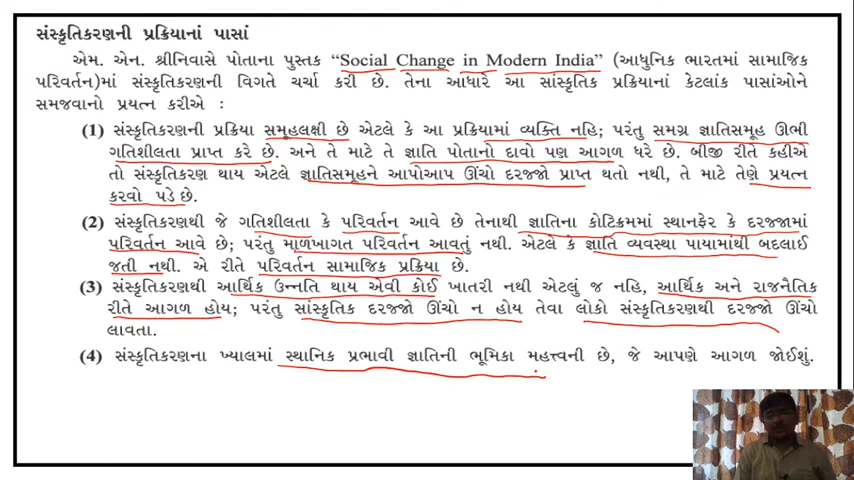 સંસ્કૃતિકરણની પ્રક્રિયાનાં પાસાં
એમ. એન. શ્રીનિવાસે પોતાના પુસ્તક “Social Change in Modern India” (આધુનિક ભારતમાં સામાજિક
પરિવર્તન)માં સંસ્કૃતિકરણની વિગતે ચર્ચા કરી છે. તેના આધારે આ સાંસ્કૃતિક પ્રક્રિયાનાં કેટલાંક પાસાંઓને
સમજવાનો પ્રયત્ન કરીએ :
(1) સંસ્કૃતિકરણની પ્રક્રિયા સમૂહલક્ષી છે એટલે કે આ પ્રક્રિયામાં વ્યક્તિ નહિ; પરંતુ સમગ્ર જ્ઞાતિસમૂહ ઊભી
ગતિશીલતા પ્રાપ્ત કરે છે. અને તે માટે તે જ્ઞાતિ પોતાનો દાવો પણ આગળ ધરે છે. બીજી રીતે કહીએ
તો સંસ્કૃતિકરણ થાય એટલે જ્ઞાતિસમૂહને આપોઆપ ઊંચો દરજ્જો પ્રાપ્ત થતો નથી, તે માટે તેણે પ્રયત્ન
કરવો પડે છે.
(2) સંસ્કૃતિકરણથી જે ગતિશીલતા કે પરિવર્તન આવે છે તેનાથી જ્ઞાતિના કોટિક્રમમાં સ્થાનફેર કે દરજ્જામાં
પરિવર્તન આવે છે; પરંતુ માળખાગત પરિવર્તન આવતું નથી. એટલે કે જ્ઞાતિ વ્યવસ્થા પાયામાંથી બદલાઈ
જતી નથી. એ રીતે પરિવર્તન સામાજિક પ્રક્રિયા છે.
(3) સંસ્કૃતિકરણથી આર્થિક ઉન્નતિ થાય એવી કોઈ ખાતરી નથી એટલું જ નહિ, આર્થિક અને રાજનૈતિક
રીતે આગળ હોય; પરંતુ સાંસ્કૃતિક દરજ્જો ઊંચો ન હોય તેવા લોકો સંસ્કૃતિકરણથી દરજ્જો ઊંચો
લાવતા.
(4) સંસ્કૃતિકરણના ખ્યાલમાં સ્થાનિક પ્રભાવી જ્ઞાતિની ભૂમિકા મહત્ત્વની છે, જે આપણે આગળ જોઈશું.